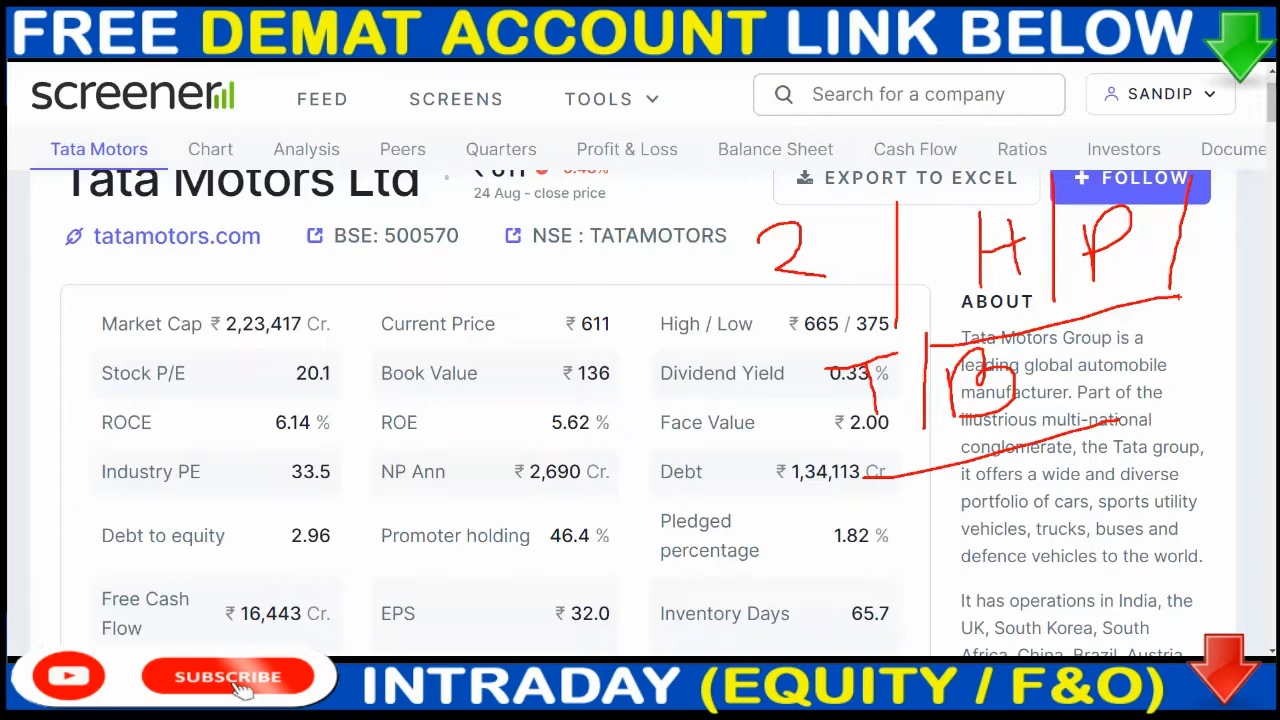 FREE DEMAT ACCOUNT LINK BELOW
screener FEED SCREENS TOOLS Search for a company SANDIP
Tata Motors Chart Analysis Peers Quarters Profit & Loss Balance Sheet Cash Flow Ratios Investors Docume
Tata Motors Ltd ₹ 611
24 Aug - close price
EXPORT TO EXCEL
+ FOLLOW
tatamotors.com BSE: 500570 NSE : TATAMOTORS
2 H P
T B
Market Cap ₹ 2,23,417 Cr. Current Price ₹ 611 High / Low ₹ 665 / 375
Stock P/E 20.1 Book Value ₹ 136 Dividend Yield 0.33 %
ROCE 6.14 % ROE 5.62 % Face Value ₹ 2.00
Industry PE 33.5 NP Ann ₹ 2,690 Cr. Debt ₹ 1,34,113 Cr.
Debt to equity 2.96 Promoter holding 46.4 % Pledged percentage 1.82 %
Free Cash Flow ₹ 16,443 Cr. EPS ₹ 32.0 Inventory Days 65.7
ABOUT
Tata Motors Group is a
leading global automobile
manufacturer. Part of the
illustrious multi-national
conglomerate, the Tata group,
it offers a wide and diverse
portfolio of cars, sports utility
vehicles, trucks, buses and
defence vehicles to the world.
It has operations in India, the
UK, South Korea, South
Africa, China, Brazil, Austria
SUBSCRIBE
INTRADAY (EQUITY / F&O)